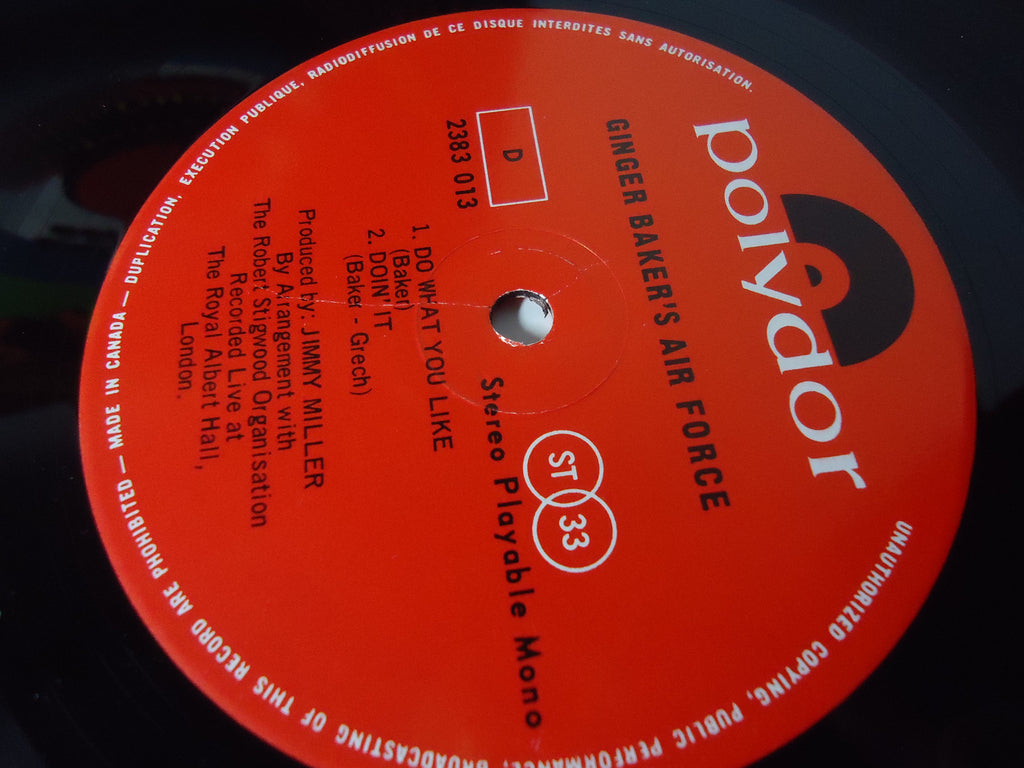 polydor
GINGER BAKER'S AIR FORCE
D
2383 013
ST 33
Stereo Playable Mono
1. DO WHAT YOU LIKE
(Baker)
2. DOIN' IT
(Baker - Grech)
Produced by: JIMMY MILLER
By Arrangement with
The Robert Stigwood Organisation
Recorded Live at
The Royal Albert Hall,
London.
UNAUTHORIZED COPYING, PUBLIC PERFORMANCE, BROADCASTING OF THIS RECORD ARE PHOHIBITED — MADE IN CANADA — DUPLICATION, EXECUTION PUBLIQUE, RADIODIFFUSION DE CE DISQUE INTERDITES SANS AUTORISATION.